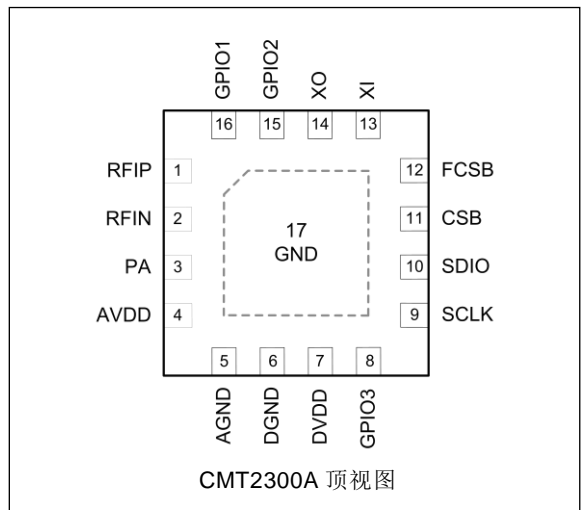 GPIO1 GPIO2 XO XI
16 15 14 13
RFIP 1 12 FCSB
RFIN 2 11 CSB
17
GND
PA 3 10 SDIO
AVDD 4 9 SCLK
5 6 7 8
AGND DGND DVDD GPIO3
CMT2300A 顶视图